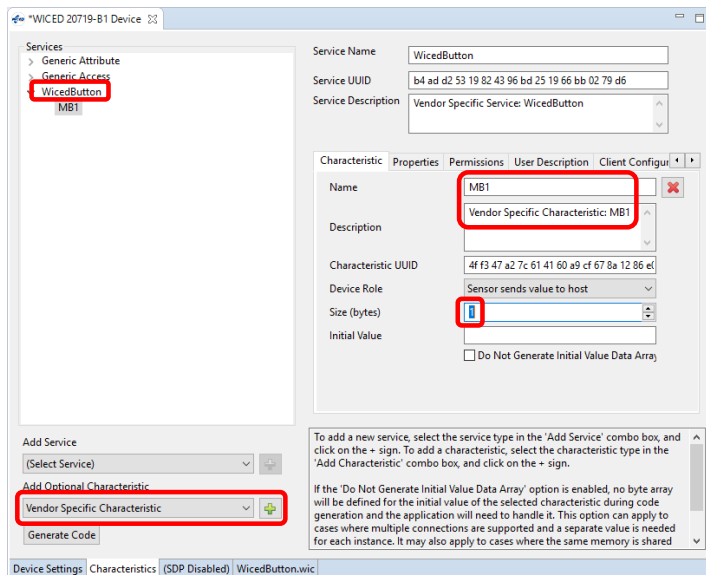 *WICED 20719-B1 Device
Services
Generic Attribute
Generic Access
WicedButton
MB1
Service Name
WicedButton
Service UUID
b4 ad d2 53 19 82 43 96 bd 25 19 66 bb 02 79 d6
Service Description
Vendor Specific Service: WicedButton
Characteristic Properties Permissions User Description Client Configur
Name
MB1
Description
Vendor Specific Characteristic: MB1
Characteristic UUID
4f f3 47 a2 7c 61 41 60 a9 cf 67 8a 12 86 e(
Device Role
Sensor sends value to host
Size (bytes)
1
Initial Value
Do Not Generate Initial Value Data Array
Add Service
(Select Service)
Add Optional Characteristic
Vendor Specific Characteristic
Generate Code
To add a new service, select the service type in the 'Add Service' combo box, and
click on the + sign. To add a characteristic, select the characteristic type in the
'Add Characteristic' combo box, and click on the + sign.
If the 'Do Not Generate Initial Value Data Array' option is enabled, no byte array
will be defined for the initial value of the selected characteristic during code
generation and the application will need to handle it. This option can apply to
cases where multiple connections are supported and a separate value is needed
for each instance. It may also apply to cases where the same memory is shared
Device Settings Characteristics (SDP Disabled) WicedButton.wic